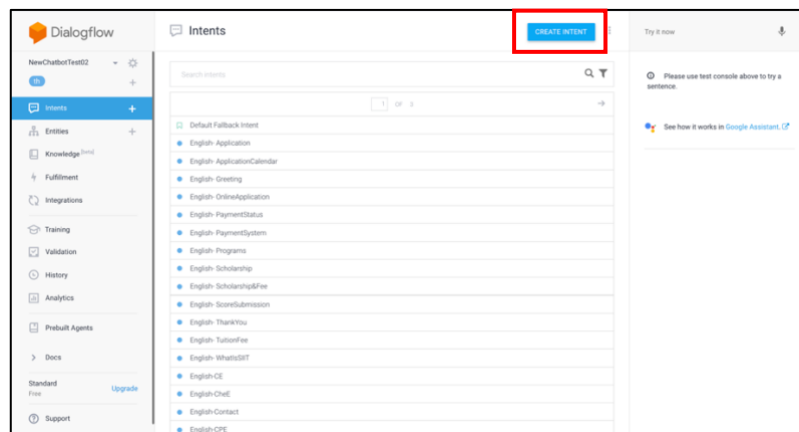 Dialogflow
NewChatbotTest02
th
Intents
Entities
Knowledge [beta]
Fulfillment
Integrations
Training
Validation
History
Analytics
Prebuilt Agents
Docs
Standard
Free
Upgrade
Support
Intents
CREATE INTENT
Search intents
1 OF
Default Fallback Intent
English- Application
English- ApplicationCalendar
English- Greeting
English- OnlineApplication
English- PaymentStatus
English- PaymentSystem
English- Programs
English- Scholarship
English- Scholarship&Fee
English- ScoreSubmission
English- ThankYou
English- TuitionFee
English- WhatIsSIIT
English-CE
English-CheE
English-Contact
English-CPE
Try it now
Please use test console above to try a
sentence.
See how it works in Google Assistant.